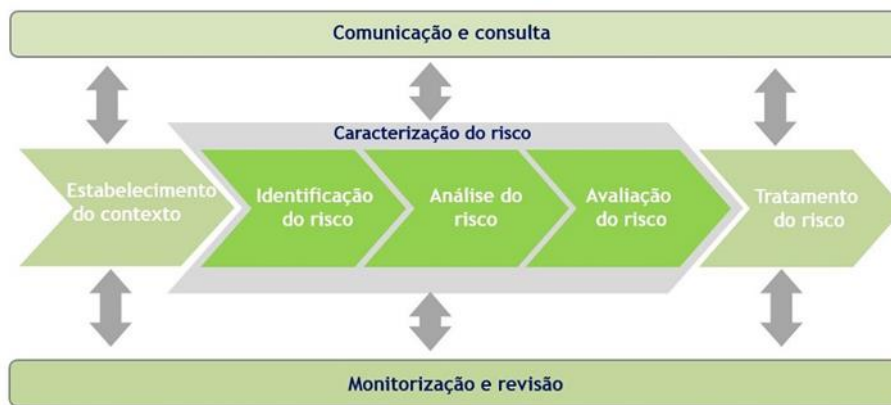 Comunicação e consulta
Caracterização do risco
Estabelecimento
do contexto
Identificação
do risco
Análise do
risco
Avaliação
do risco
Tratamento
do risco
Monitorização e revisão